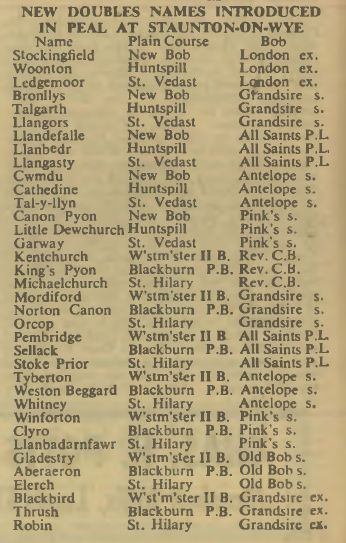 NEW DOUBLES NAMES INTRODUCED
IN PEAL AT STAUNTON-ON-WYE
Name Plain Course Bob
Stockingfield New Bob London ex.
Woonton Huntspill London ex.
Ledgemoor St. Vedast London ex.
Bronllys New Bob Grandsire s.
Talgarth Huntspill Grandsire s.
Llangors St. Vedast Grandsire s.
Llandefalle New Bob All Saints P.L.
Llanbedr Huntspill All Saints P.L.
Llangasty St. Vedast All Saints P.L.
Cwmdu New Bob Antelope s.
Cathedine Huntspill Antelope s.
Tal-y-llyn St. Vedast Antelope s.
Canon Pyon New Bob Pink's s.
Little Dewchurch Huntspill Pink's s.
Garway St. Vedast Pink's s.
Kentchurch W'stm'ster II B. Rev. C.B.
King's Pyon Blackburn P.B. Rev. C.B.
Michaelchurch St. Hilary Rev. C.B.
Mordiford W'stm'ster II B. Grandsire s.
Norton Canon Blackburn P.B. Grandsire s.
Orcop St. Hilary Grandsire s.
Pembridge W'stm'ster II B All Saints P.L
Sellack Blackburn P.B. All Saints P.L
Stoke Prior St. Hilary All Saints P.L
Tyberton W'stm'ster II B. Antelope s.
Weston Beggard Blackburn P.B. Antelope s.
Whitney St. Hilary Antelope s.
Winforton W'stm'ster II B. Pink's s.
Clyro Blackburn P.B. Pink's s.
Llanbadarnfawr St. Hilary Pink's s.
Gladestry W'stm'ster II B. Old Bob s.
Aberaeron Blackburn P.B. Old Bob s.
Elerch St. Hilary Old Bob s.
Blackbird W'st'm'ster II B. Grandsire ex.
Thrush Blackburn P.B. Grandsire ex.
Robin St. Hilary Grandsire ex.